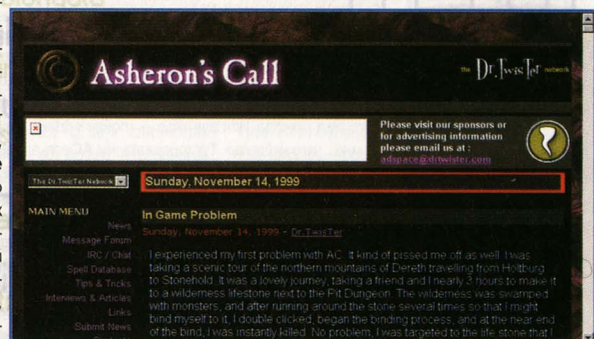 Asheron's Call
the Dr.TwisTer network
Please visit our sponsors or
for advertising information
please email us at :
adspace@drtwister.com
The Dr.TwisTer Network
Sunday, November 14, 1999
MAIN MENU
News
Message Forum
IRC / Chat
Spell Database
Tips & Tricks
Interviews & Articles
Links
Submit News
In Game Problem
Sunday, November 14, 1999 - Dr.TwisTer
I experienced my first problem with AC. It kind of pissed me off as well. I was
taking a scenic tour of the northern mountains of Dereth travelling from Holtburg
to Stonehold. It was a lovely journey, taking a friend and I nearly 3 hours to make it
to a wilderness lifestone next to the Pit Dungeon. The wilderness was swamped
with monsters, and after running around the stone several times so that I might
bind myself to it, I double clicked, began the binding process, and at the near end
of the bind, I was instantly killed. No problem, I was targeted to the life stone that I